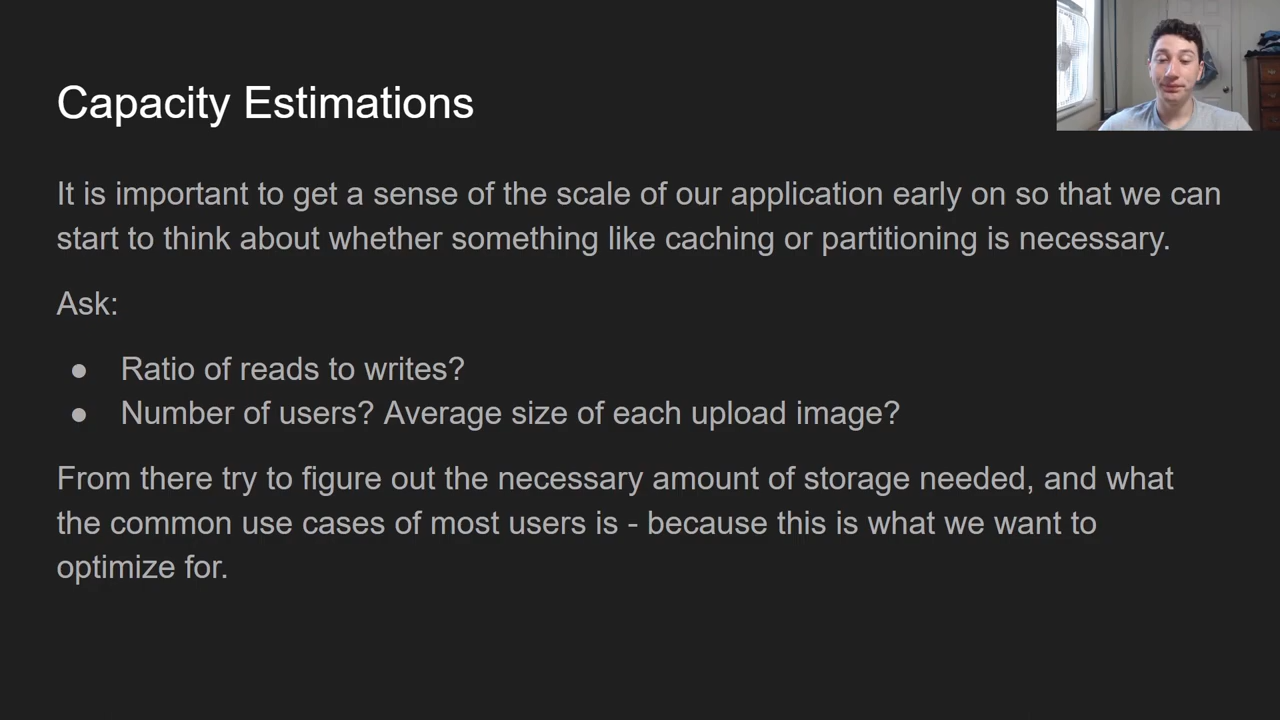 Capacity Estimations
It is important to get a sense of the scale of our application early on so that we can
start to think about whether something like caching or partitioning is necessary.
Ask:
● Ratio of reads to writes?
● Number of users? Average size of each upload image?
From there try to figure out the necessary amount of storage needed, and what
the common use cases of most users is - because this is what we want to
optimize for.